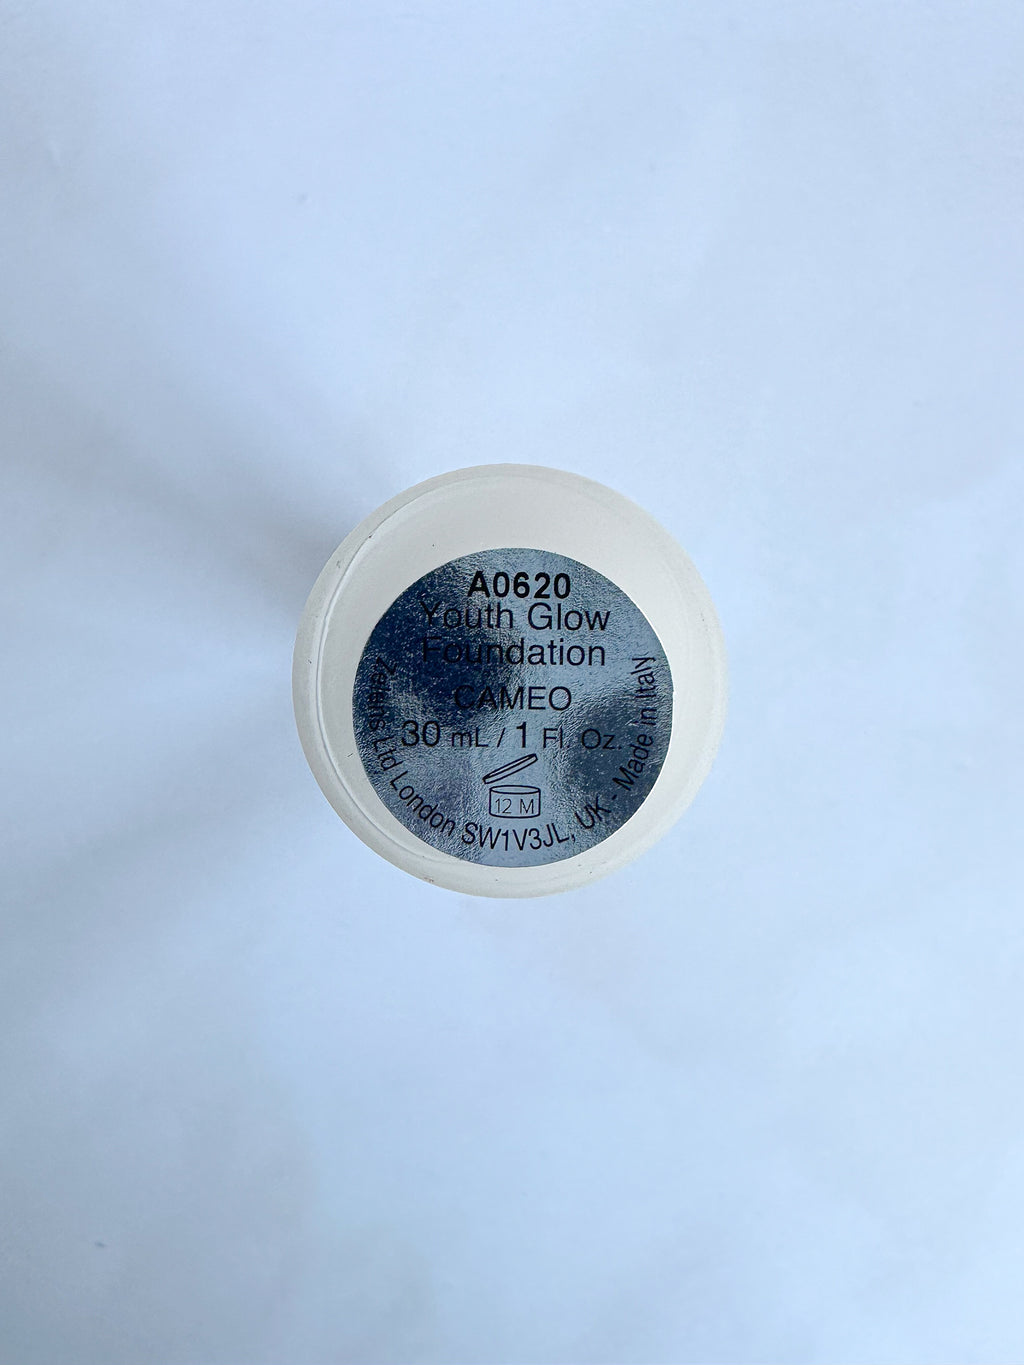 A0620
Youth Glow
Foundation
CAMEO
30 mL / 1 Fl. Oz.
12 M
Zelens Ltd London SW1V3JL, UK - Made in Italy